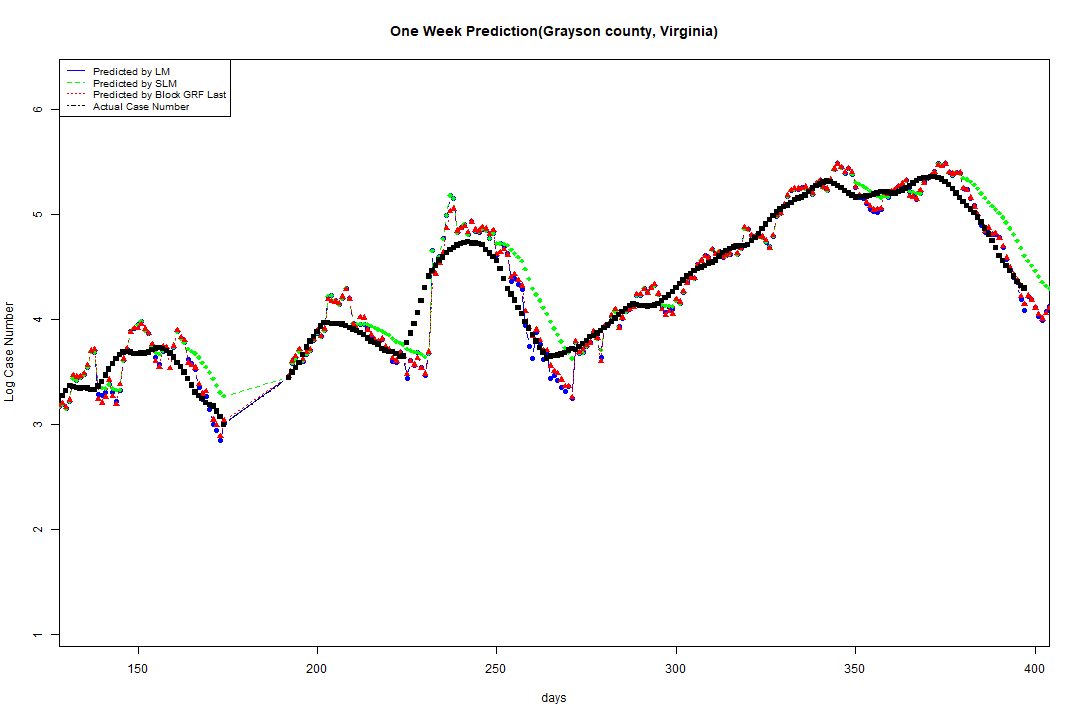 One Week Prediction(Grayson county, Virginia)
Predicted by LM
Predicted by SLM
Predicted by Block GRF Last
Actual Case Number
6
5
4
3
2
1
Log Case Number
150 200 250 300 350 400
days